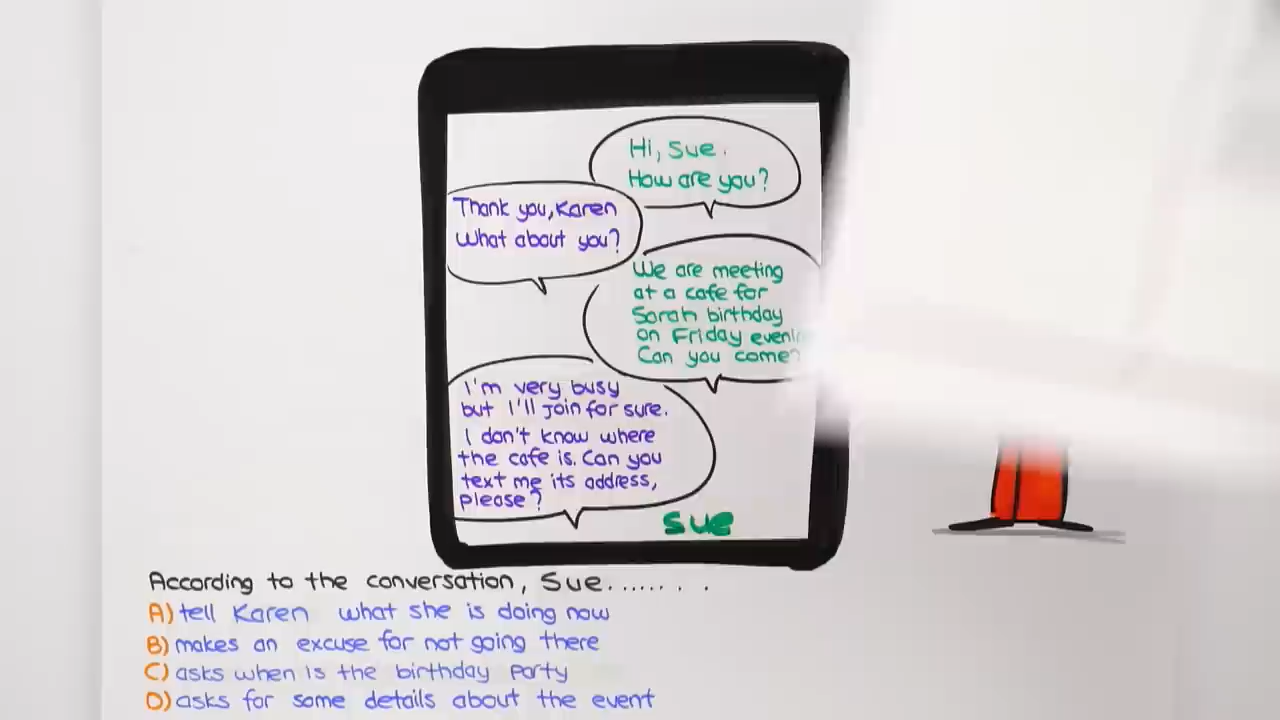 Hi, Sue.
How are you?
Thank you, Karen
What about you?
We are meeting
at a cafe for
Sarah birthday
on Friday
Can you come?
I'm very busy
but I'll join for sure.
I don't know where
the cafe is. Can you
text me its address,
please?
Sue
According to the conversation, Sue....... .
A) tell Karen what she is doing now
B) makes an excuse for not going there
C) asks when is the birthday party
D) asks for some details about the event